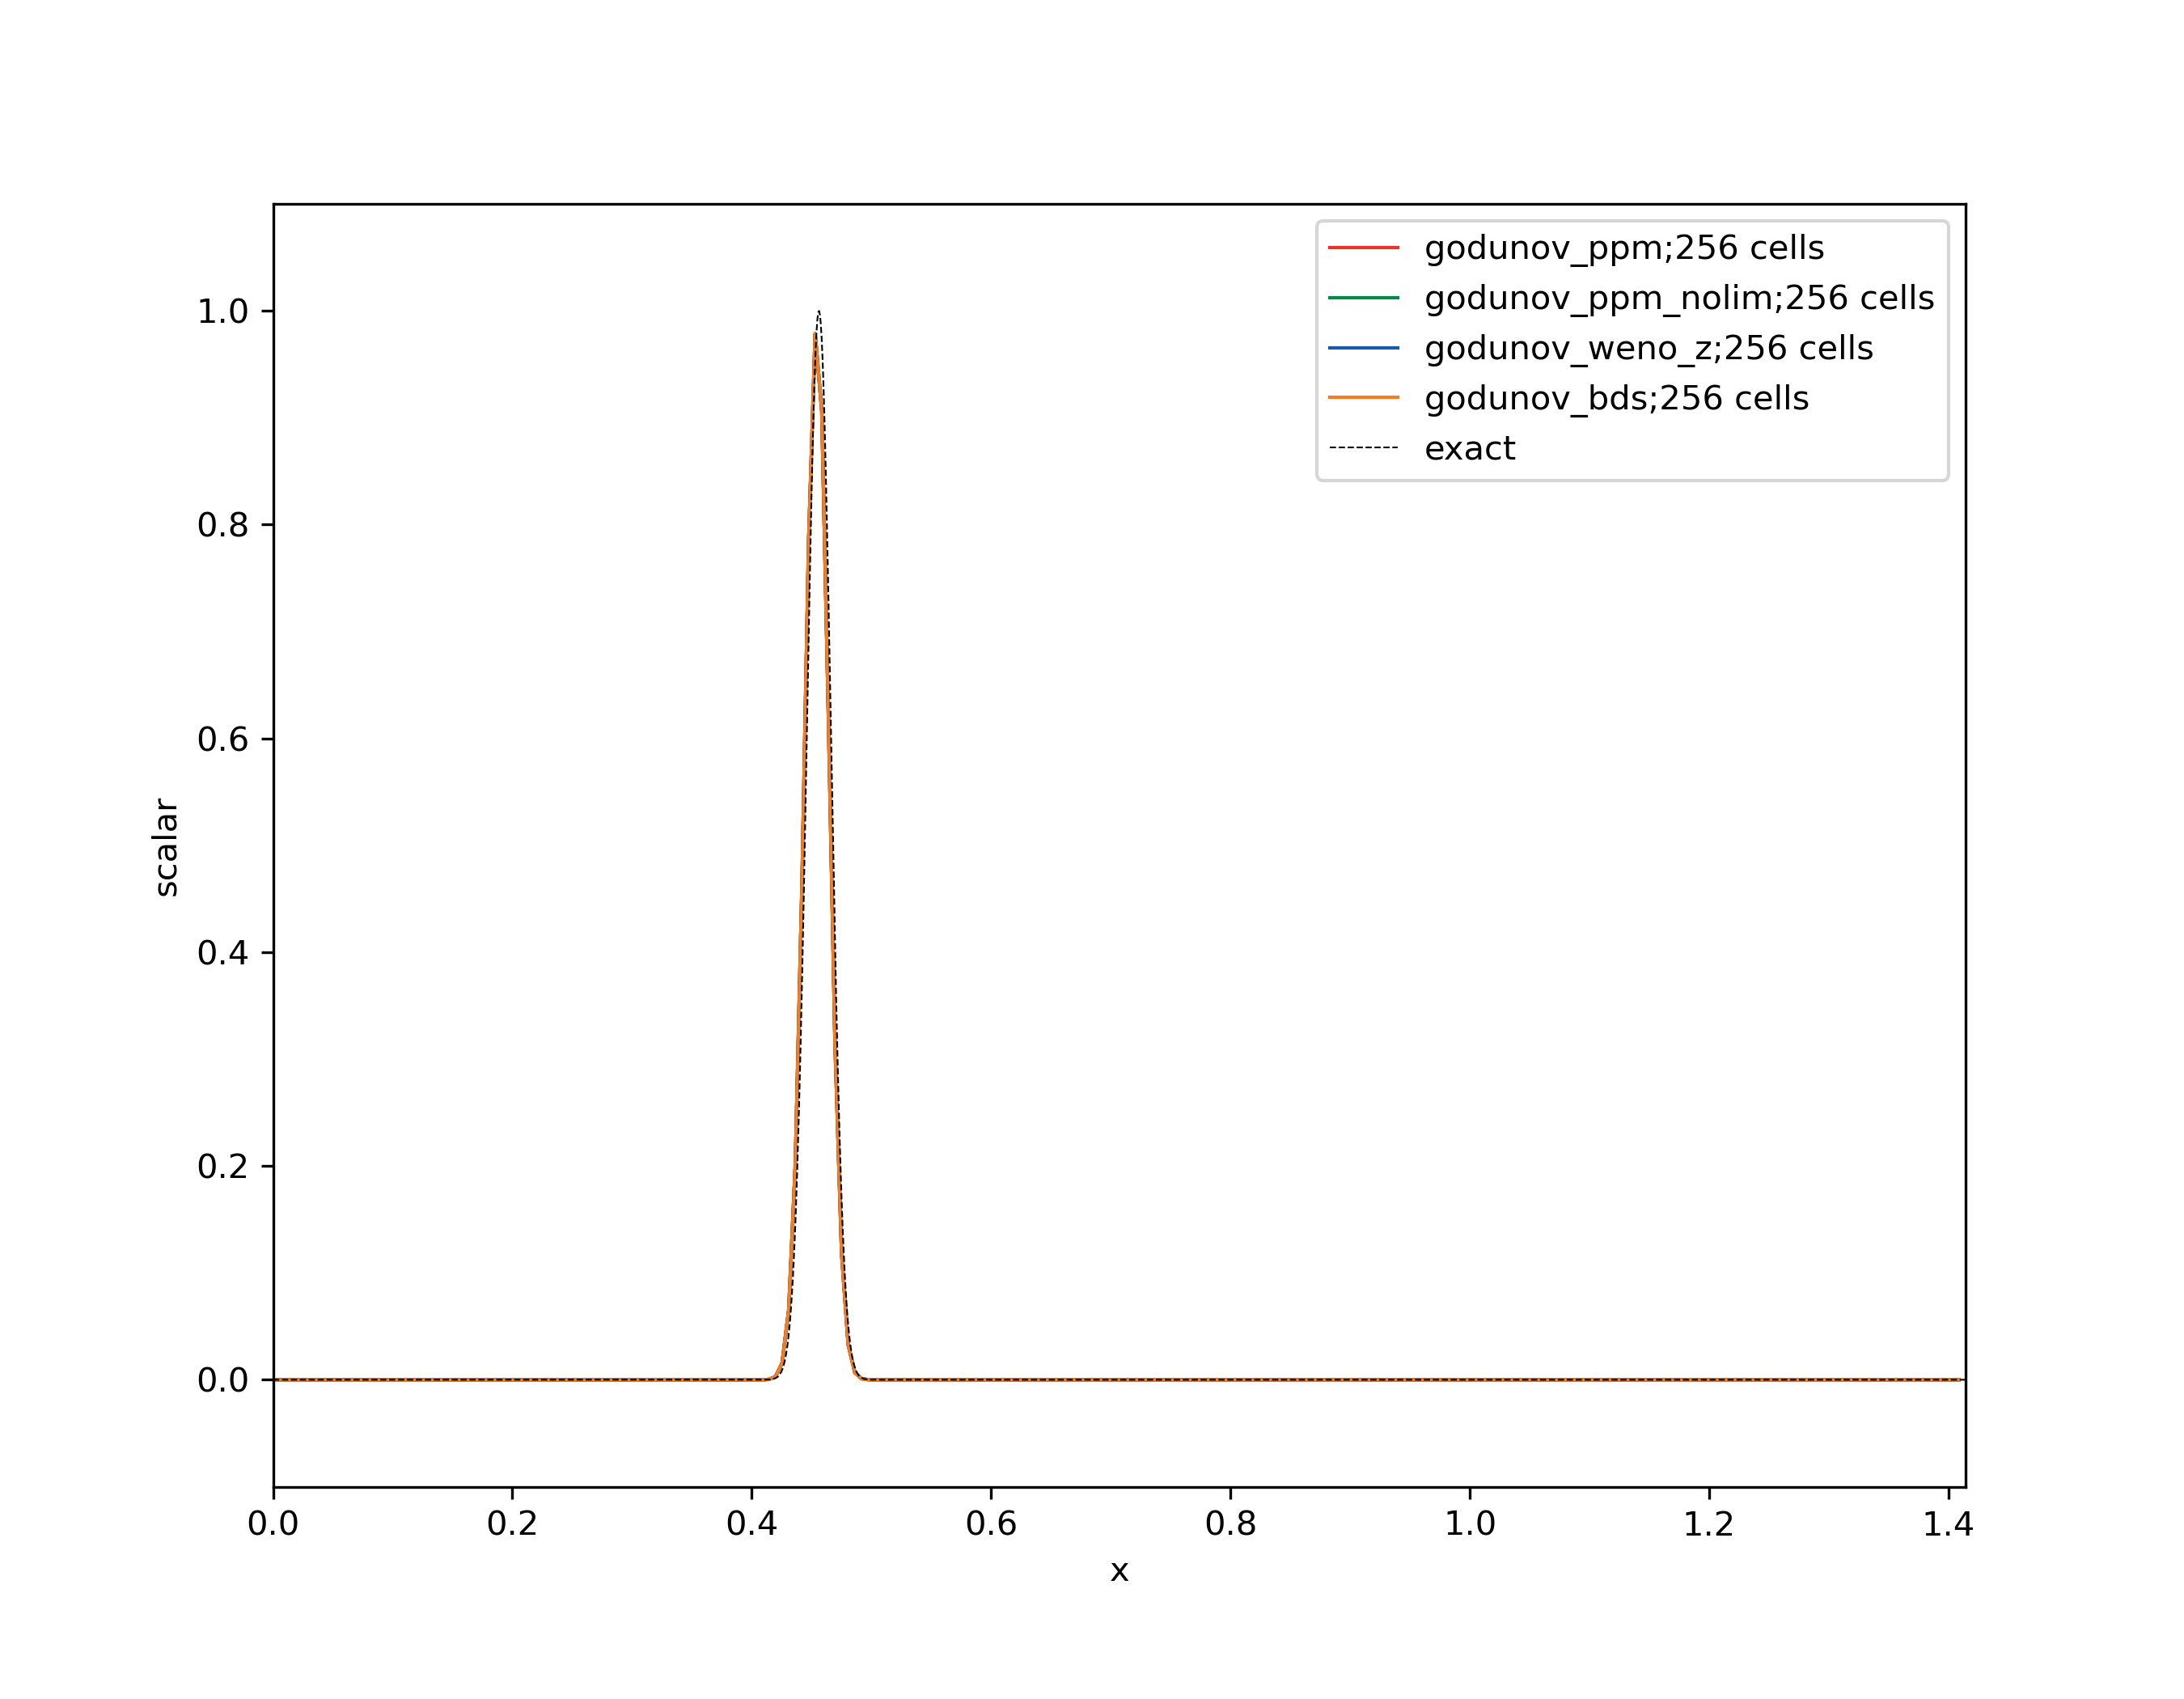 godunov_ppm;256 cells
godunov_ppm_nolim;256 cells
godunov_weno_z;256 cells
godunov_bds;256 cells
exact
1.0
0.8
0.6
0.4
0.2
0.0
scalar
0.0 0.2 0.4 0.6 0.8 1.0 1.2 1.4
x